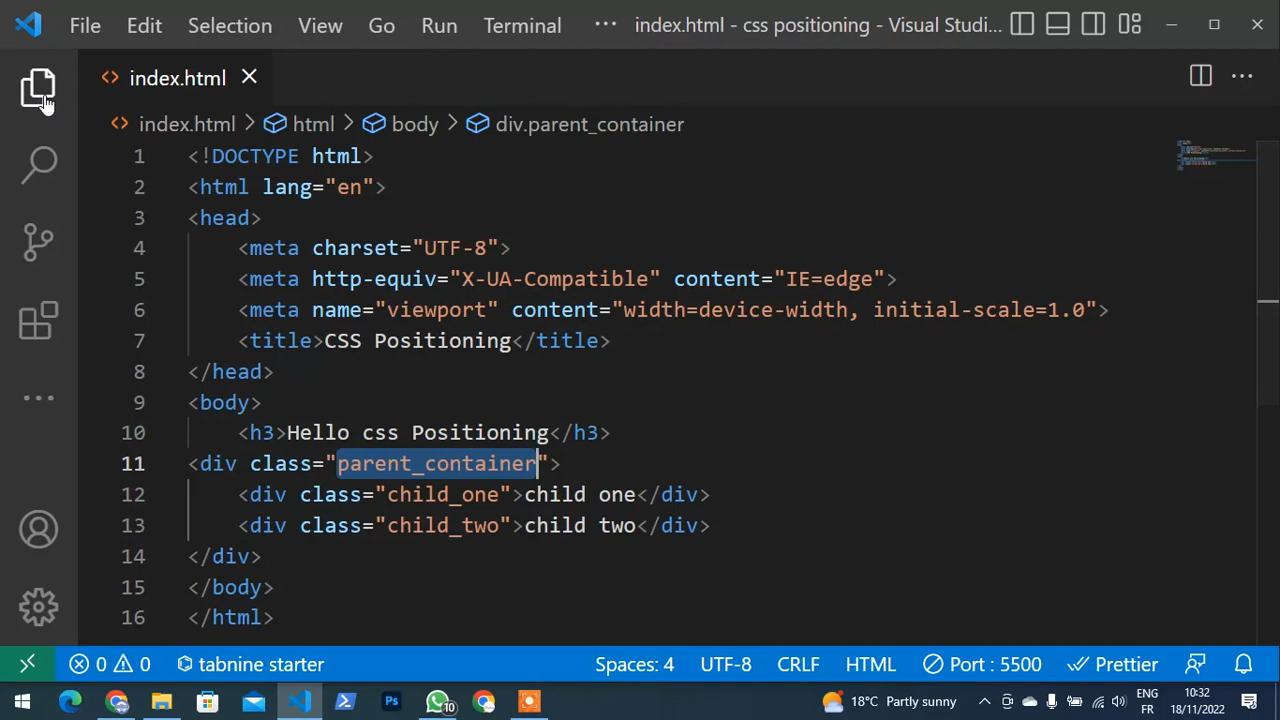 File Edit Selection View Go Run Terminal ··· index.html - css positioning - Visual Studi...
index.html
index.html > html > body > div.parent_container
1 <!DOCTYPE html>
2 <html lang="en">
3 <head>
4 <meta charset="UTF-8">
5 <meta http-equiv="X-UA-Compatible" content="IE=edge">
6 <meta name="viewport" content="width=device-width, initial-scale=1.0">
7 <title>CSS Positioning</title>
8 </head>
9 <body>
10 <h3>Hello css Positioning</h3>
11 <div class="parent_container">
12 <div class="child_one">child one</div>
13 <div class="child_two">child two</div>
14 </div>
15 </body>
16 </html>
0 0 tabnine starter Spaces: 4 UTF-8 CRLF HTML Port : 5500 Prettier
Ps 10 18°C Partly sunny ENG 10:32
FR 18/11/2022